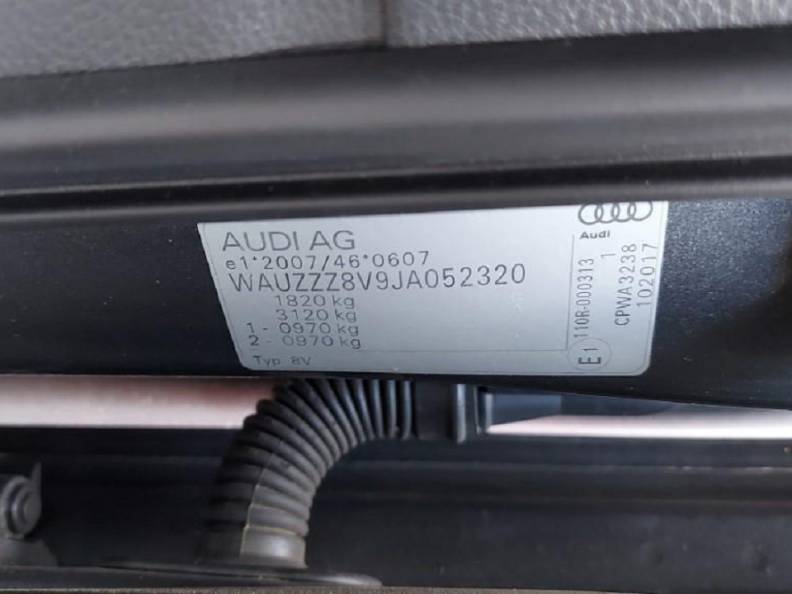 AUDI AG
e1*2007/46*0607
WAUZZZ8V9JA052320
1820 kg
3120 kg
1 - 0970 kg
2 - 0970 kg
Typ 8V
Audi
E1
110R-000313
1
CPWA3238
102017